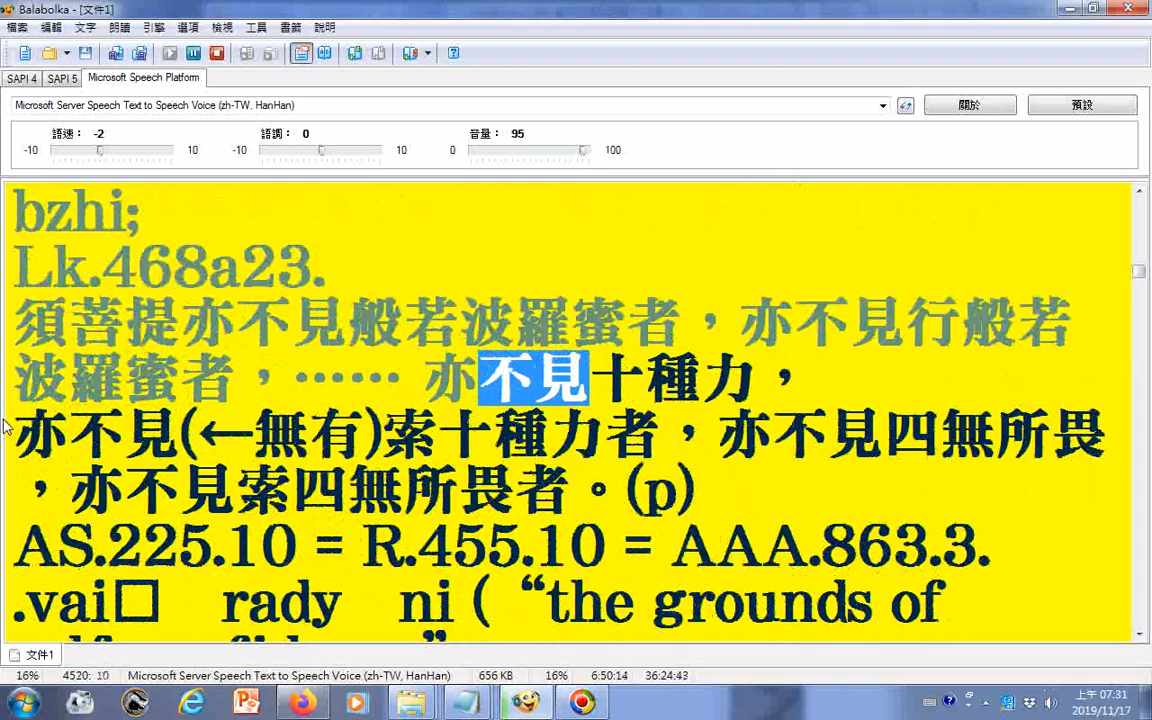 Balabolka - [文件1]
檔案 編輯 文字 朗讀 引擎 選項 檢視 工具 書籤 說明
SAPI 4 SAPI 5 Microsoft Speech Platform
Microsoft Server Speech Text to Speech Voice (zh-TW, HanHan) 關於 預設
語速： -2 語調： 0 音量： 95
-10 10 -10 10 0 100
bzhi;
Lk.468a23.
須菩提亦不見般若波羅蜜者，亦不見行般若
波羅蜜者，…… 亦不見十種力，
亦不見(←無有)索十種力者，亦不見四無所畏
，亦不見索四無所畏者。(p)
AS.225.10 = R.455.10 = AAA.863.3.
.vai□ rady ni (“the grounds of
文件1
16% 4520: 10 Microsoft Server Speech Text to Speech Voice (zh-TW, HanHan) 656 KB 16% 6:50:14 36:24:43
上午 07:31
2019/11/17